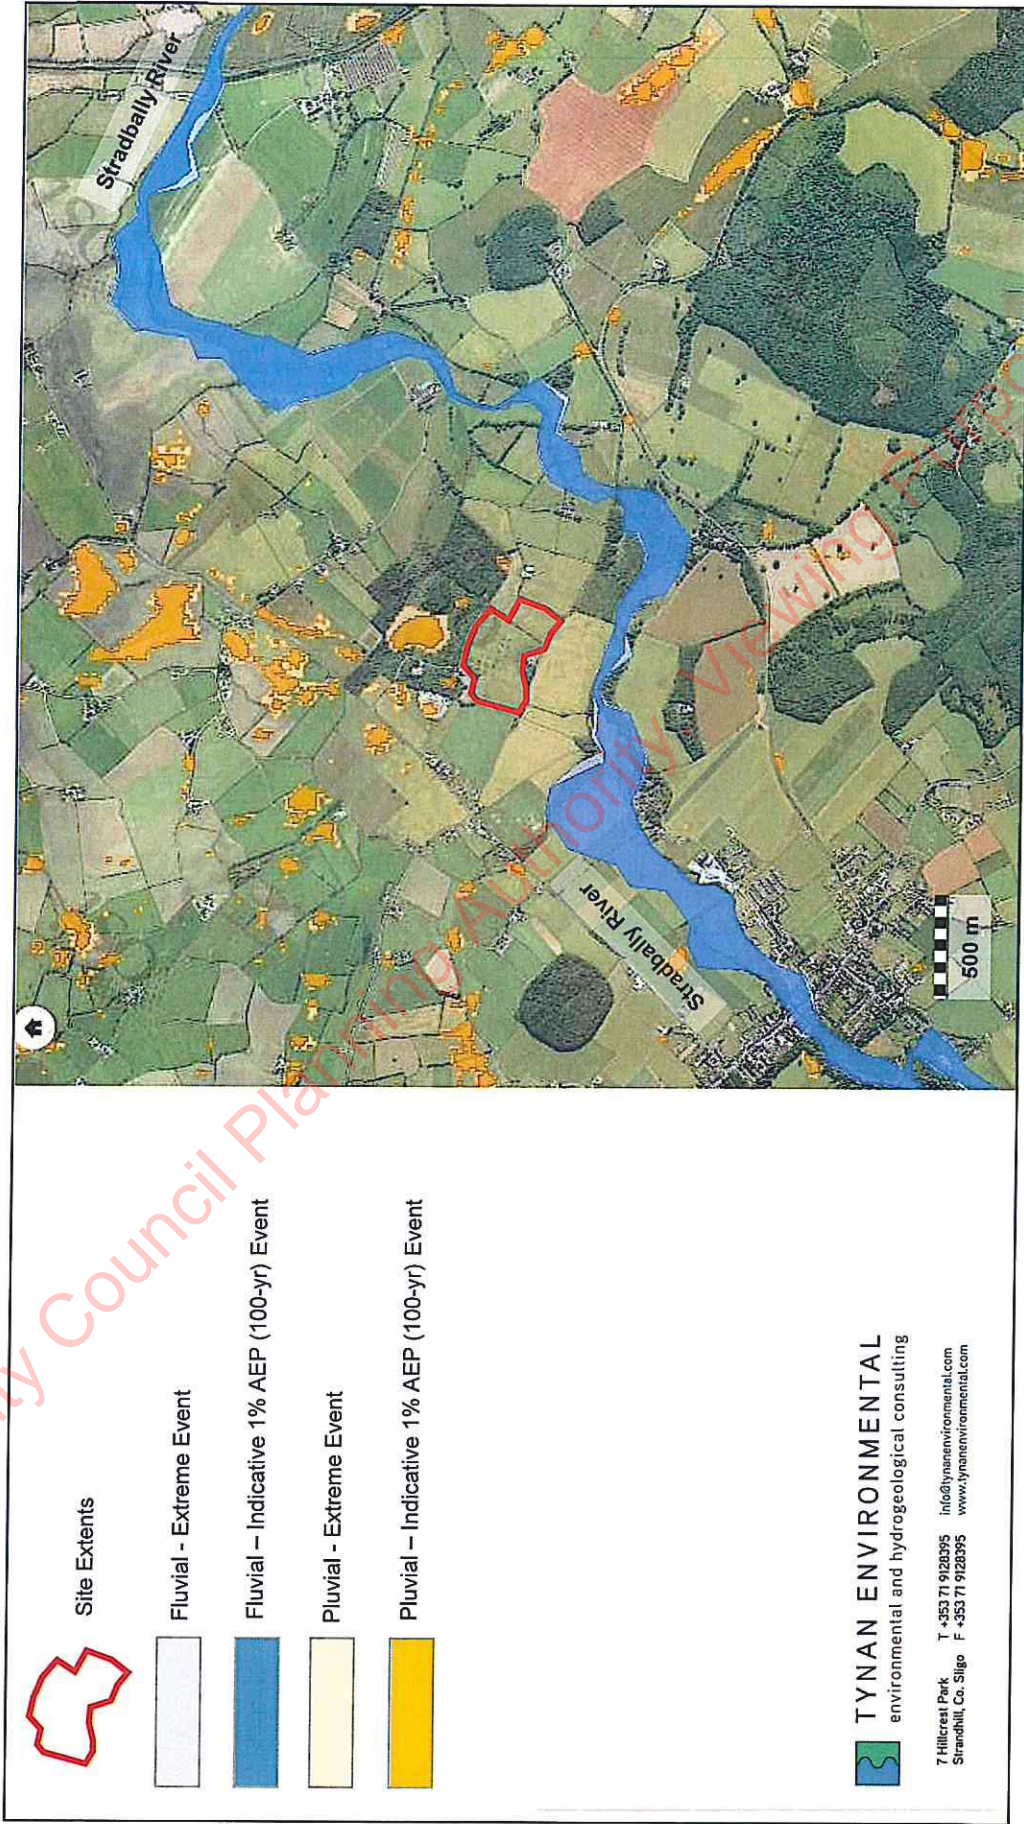 Site Extents
Fluvial - Extreme Event
Fluvial – Indicative 1% AEP (100-yr) Event
Pluvial - Extreme Event
Pluvial – Indicative 1% AEP (100-yr) Event
TYNAN ENVIRONMENTAL
environmental and hydrogeological consulting
7 Hillcrest Park T +353 71 9128395 info@tynanenvironmental.com
Strandhill, Co. Sligo F +353 71 9128395 www.tynanenvironmental.com
Stradbally River
Stradbally River
500 m
ty Council Planning Authority, Viewing Purpo